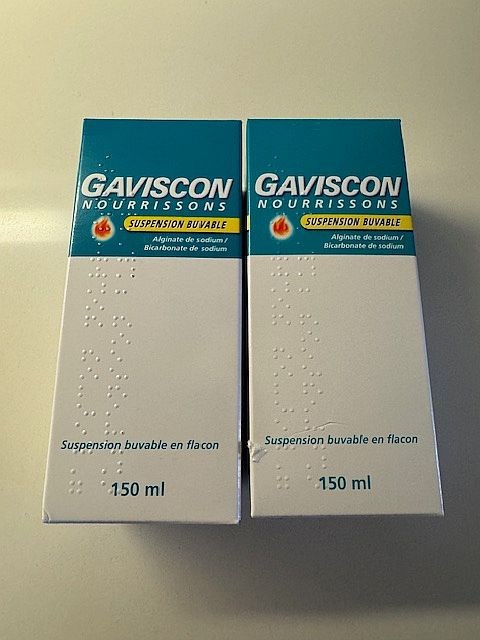 GAVISCON
NOURRISSONS
SUSPENSION BUVABLE
Alginate de sodium /
Bicarbonate de sodium
Suspension buvable en flacon
150 ml
GAVISCON
NOURRISSONS
SUSPENSION BUVABLE
Alginate de sodium /
Bicarbonate de sodium
Suspension buvable en flacon
150 ml